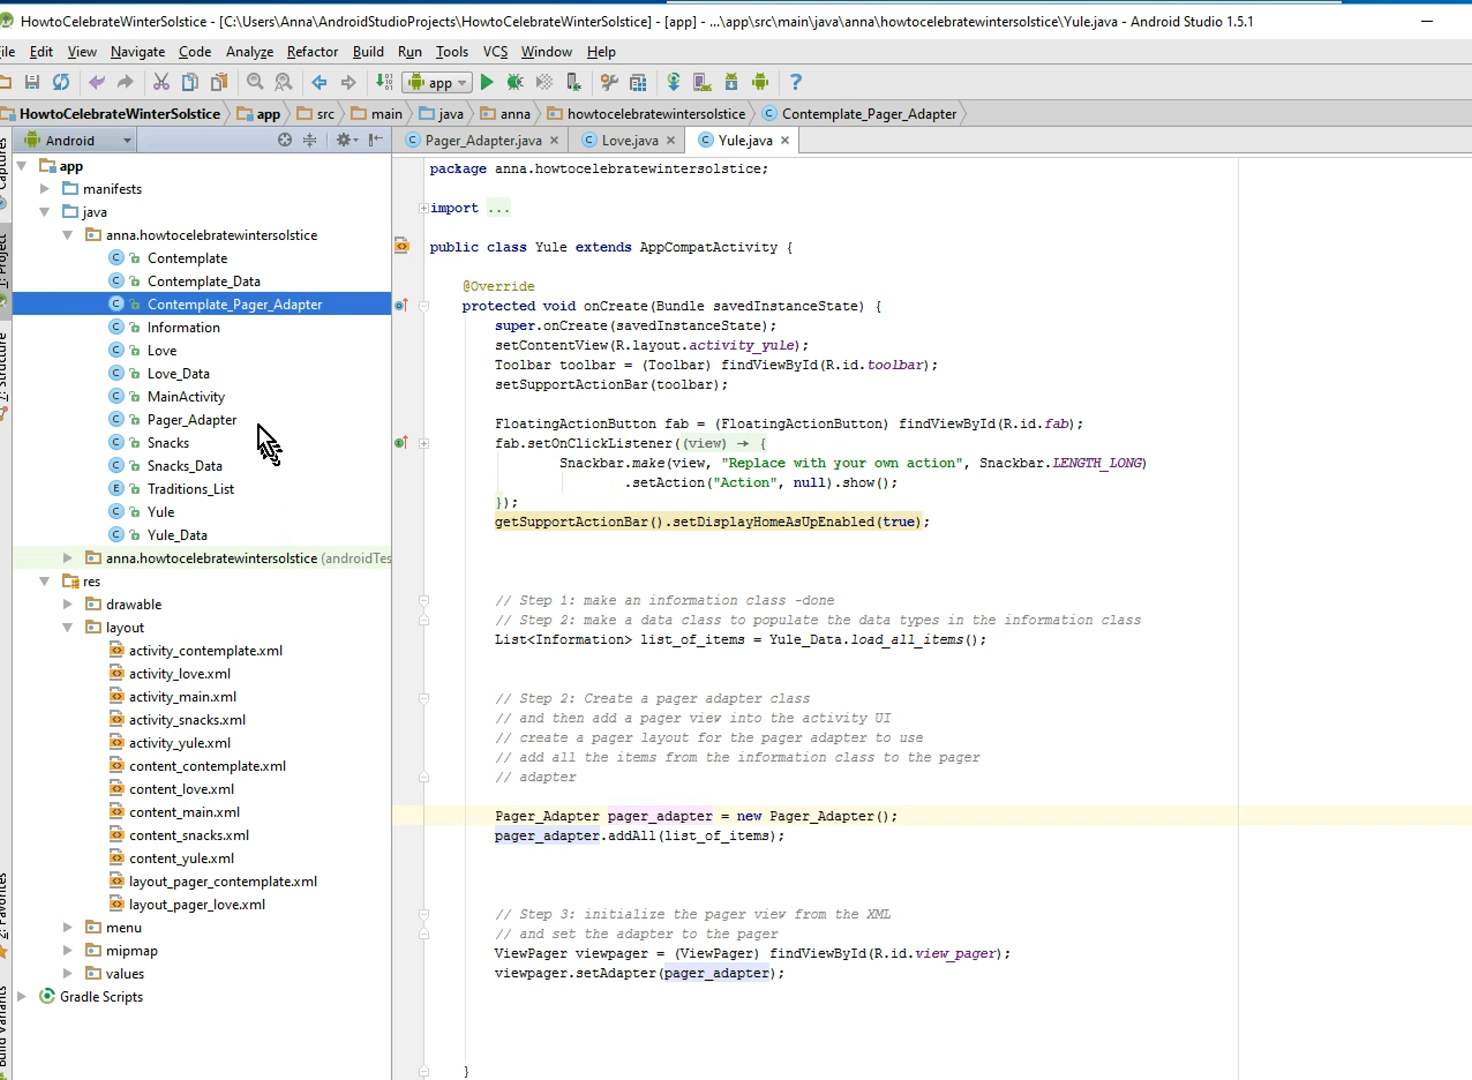 HowtoCelebrateWinterSolstice - [C:\Users\Anna\AndroidStudioProjects\HowtoCelebrateWinterSolstice] - [app] - ...\app\src\main\java\anna\howtocelebratewintersolstice\Yule.java - Android Studio 1.5.1
ile Edit View Navigate Code Analyze Refactor Build Run Tools VCS Window Help
app ?
HowtoCelebrateWinterSolstice app src main java anna howtocelebratewintersolstice Contemplate_Pager_Adapter
Android
Pager_Adapter.java Love.java Yule.java
Captures
1: Project
7: Structure
2: Favorites
Build Variants
app
manifests
java
anna.howtocelebratewintersolstice
Contemplate
Contemplate_Data
Contemplate_Pager_Adapter
Information
Love
Love_Data
MainActivity
Pager_Adapter
Snacks
Snacks_Data
Traditions_List
Yule
Yule_Data
anna.howtocelebratewintersolstice (androidTes
res
drawable
layout
activity_contemplate.xml
activity_love.xml
activity_main.xml
activity_snacks.xml
activity_yule.xml
content_contemplate.xml
content_love.xml
content_main.xml
content_snacks.xml
content_yule.xml
layout_pager_contemplate.xml
layout_pager_love.xml
menu
mipmap
values
Gradle Scripts
package anna.howtocelebratewintersolstice;
import ...
public class Yule extends AppCompatActivity {
@Override
protected void onCreate(Bundle savedInstanceState) {
super.onCreate(savedInstanceState);
setContentView(R.layout.activity_yule);
Toolbar toolbar = (Toolbar) findViewById(R.id.toolbar);
setSupportActionBar(toolbar);
FloatingActionButton fab = (FloatingActionButton) findViewById(R.id.fab);
fab.setOnClickListener((view) → {
Snackbar.make(view, "Replace with your own action", Snackbar.LENGTH_LONG)
.setAction("Action", null).show();
});
getSupportActionBar().setDisplayHomeAsUpEnabled(true);
// Step 1: make an information class -done
// Step 2: make a data class to populate the data types in the information class
List<Information> list_of_items = Yule_Data.load_all_items();
// Step 2: Create a pager adapter class
// and then add a pager view into the activity UI
// create a pager layout for the pager adapter to use
// add all the items from the information class to the pager
// adapter
Pager_Adapter pager_adapter = new Pager_Adapter();
pager_adapter.addAll(list_of_items);
// Step 3: initialize the pager view from the XML
// and set the adapter to the pager
ViewPager viewpager = (ViewPager) findViewById(R.id.view_pager);
viewpager.setAdapter(pager_adapter);
}